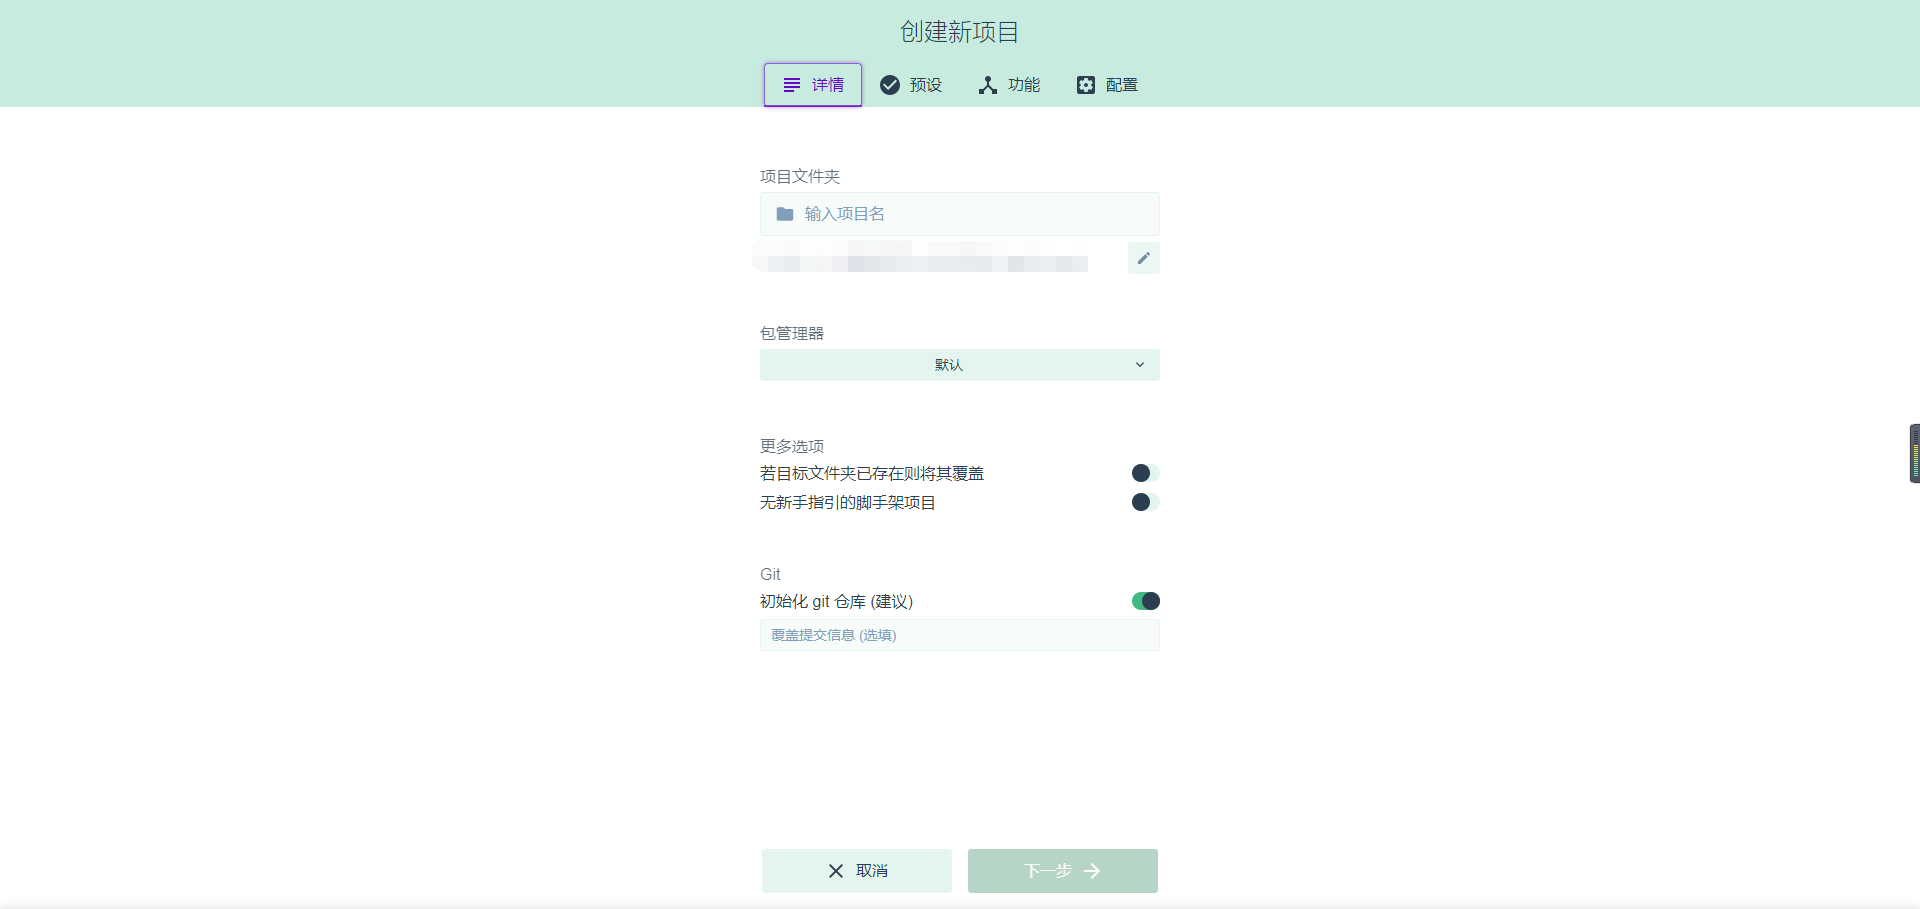 创建新项目
详情 预设 功能 配置
项目文件夹
输入项目名
包管理器
默认
更多选项
若目标文件夹已存在则将其覆盖
无新手指引的脚手架项目
Git
初始化 git 仓库 (建议)
覆盖提交信息 (选填)
取消 下一步